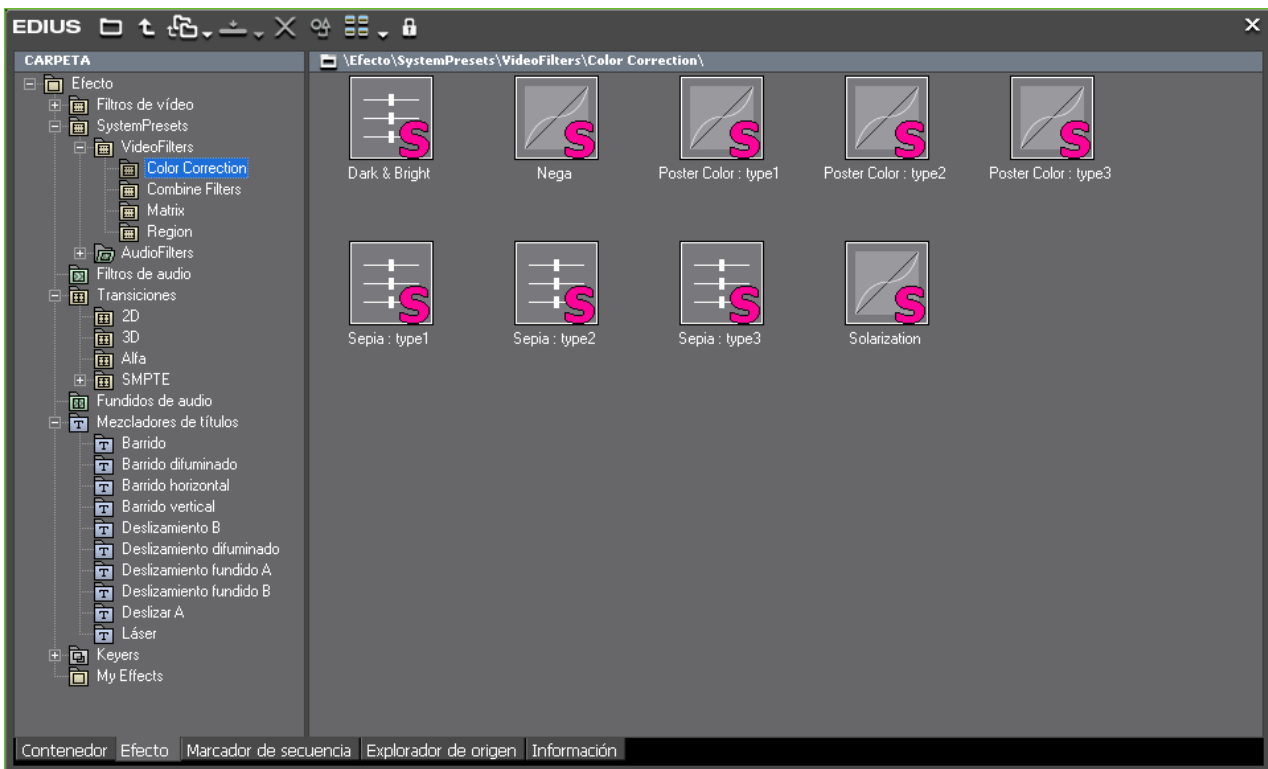 EDIUS
CARPETA
\Efecto\SystemPresets\VideoFilters\Color Correction\
Efecto
Filtros de vídeo
SystemPresets
VideoFilters
Color Correction
Combine Filters
Matrix
Region
AudioFilters
Filtros de audio
Transiciones
2D
3D
Alfa
SMPTE
Fundidos de audio
Mezcladores de títulos
Barrido
Barrido difuminado
Barrido horizontal
Barrido vertical
Deslizamiento B
Deslizamiento difuminado
Deslizamiento fundido A
Deslizamiento fundido B
Deslizar A
Láser
Keyers
My Effects
S S S S S
Dark & Bright Nega Poster Color : type1 Poster Color : type2 Poster Color : type3
S S S S
Sepia : type1 Sepia : type2 Sepia : type3 Solarization
Contenedor Efecto Marcador de secuencia Explorador de origen Información